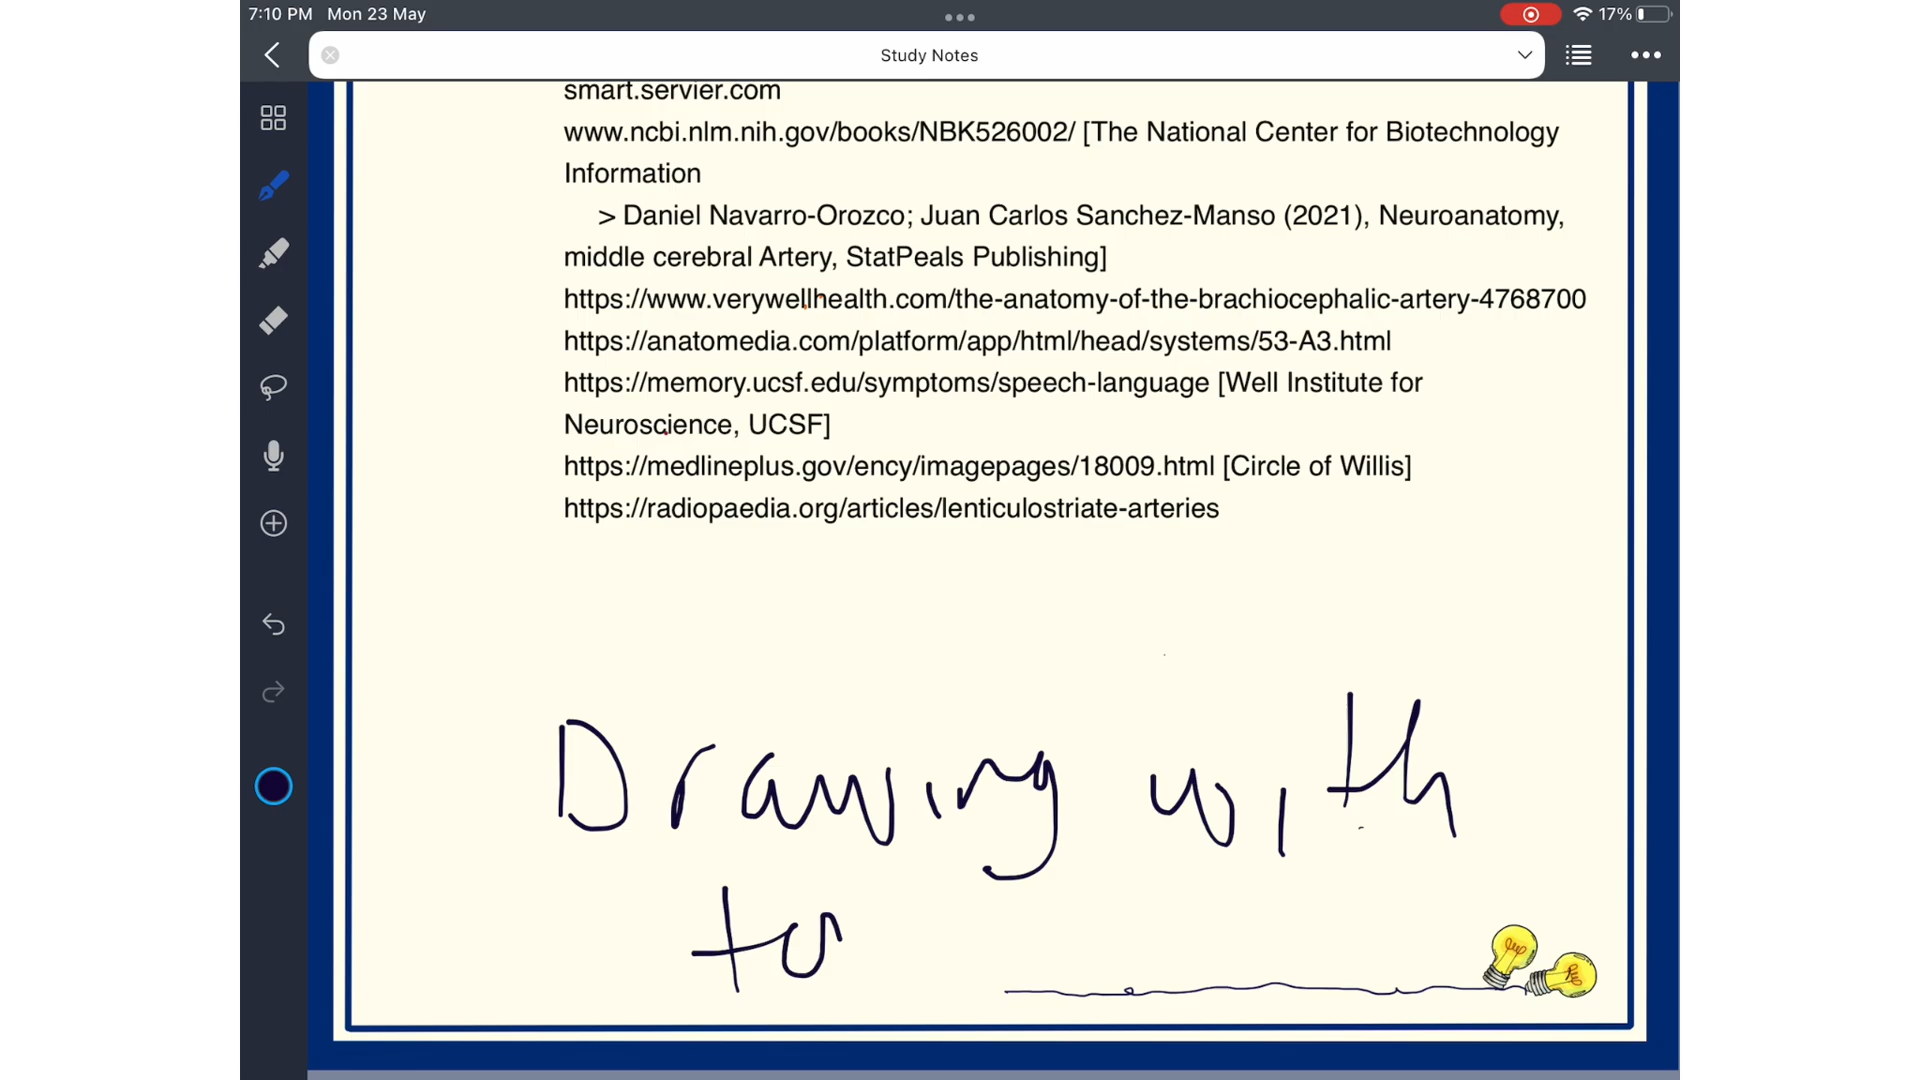 7:10 PM Mon 23 May
17%
Study Notes
smart.servier.com
www.ncbi.nlm.nih.gov/books/NBK526002/ [The National Center for Biotechnology
Information
> Daniel Navarro-Orozco; Juan Carlos Sanchez-Manso (2021), Neuroanatomy,
middle cerebral Artery, StatPeals Publishing]
https://www.verywellhealth.com/the-anatomy-of-the-brachiocephalic-artery-4768700
https://anatomedia.com/platform/app/html/head/systems/53-A3.html
https://memory.ucsf.edu/symptoms/speech-language [Well Institute for
Neuroscience, UCSF]
https://medlineplus.gov/ency/imagepages/18009.html [Circle of Willis]
https://radiopaedia.org/articles/lenticulostriate-arteries
Drawing with
to